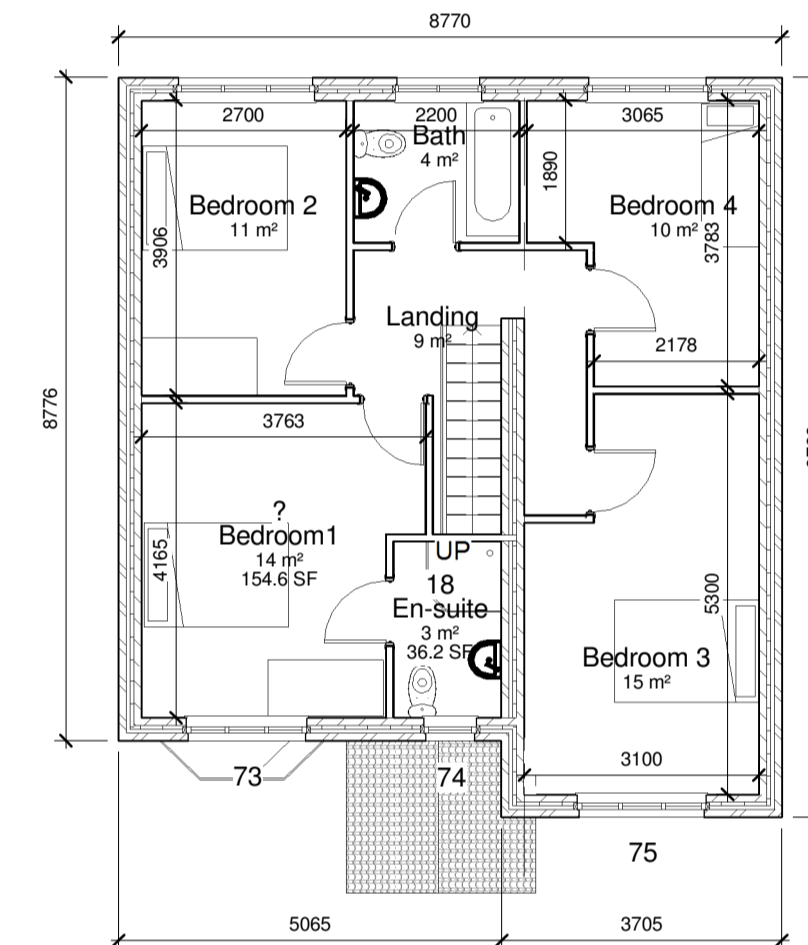 8770
2700
2200
3065
Bath
4 m²
1890
Bedroom 2
11 m²
3906
Bedroom 4
10 m²
3783
Landing
9 m²
2178
8776
3763
?
Bedroom1
14 m²
154.6 SF
4165
UP
18
En-suite
3 m²
36.2 SF
5300
Bedroom 3
15 m²
3100
73
74
75
5065
3705